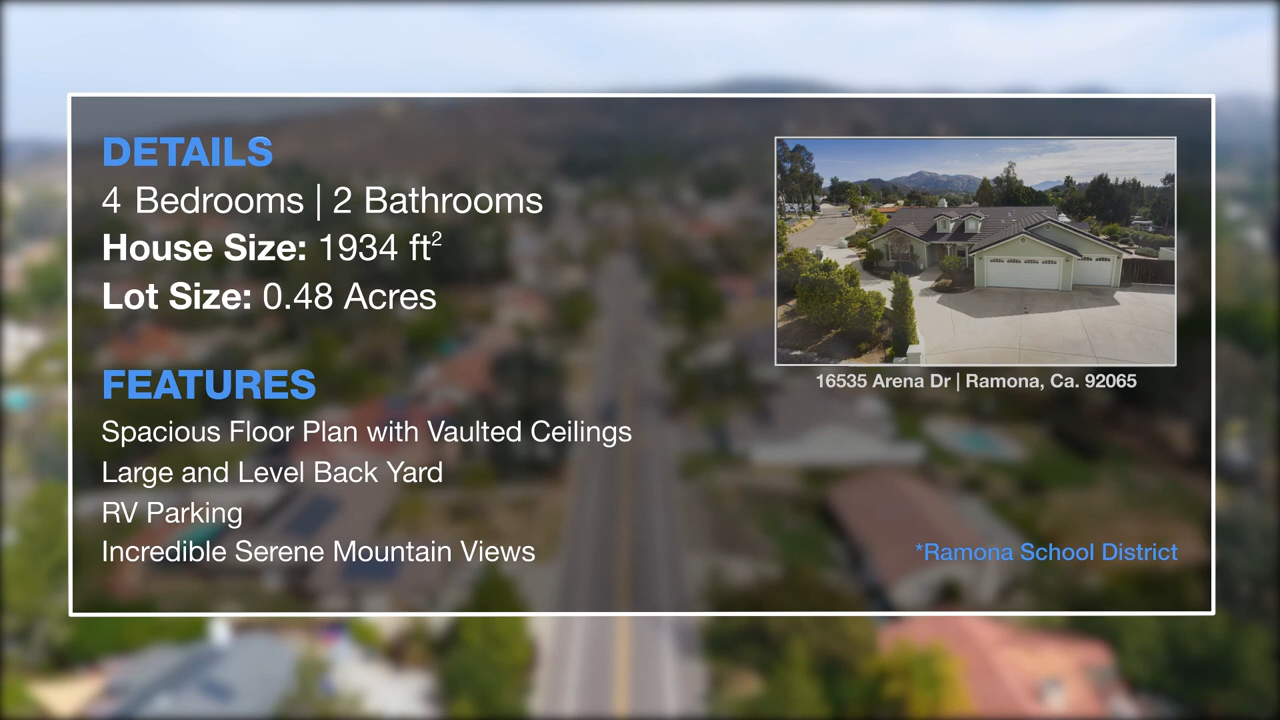 DETAILS
4 Bedrooms | 2 Bathrooms
House Size: 1934 ft²
Lot Size: 0.48 Acres
FEATURES
Spacious Floor Plan with Vaulted Ceilings
Large and Level Back Yard
RV Parking
Incredible Serene Mountain Views
16535 Arena Dr | Ramona, Ca. 92065
*Ramona School District